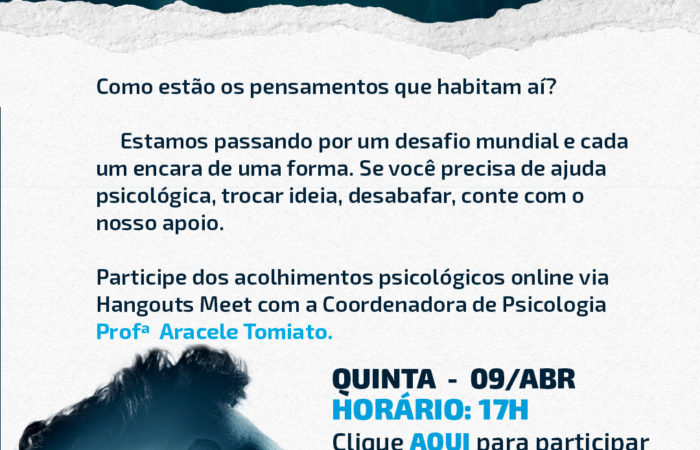 Como estão os pensamentos que habitam aí?
Estamos passando por um desafio mundial e cada
um encara de uma forma. Se você precisa de ajuda
psicológica, trocar ideia, desabafar, conte com o
nosso apoio.
Participe dos acolhimentos psicológicos online via
Hangouts Meet com a Coordenadora de Psicologia
Profª Aracele Tomiato.
QUINTA - 09/ABR
HORÁRIO: 17H
Clique AQUI para participar